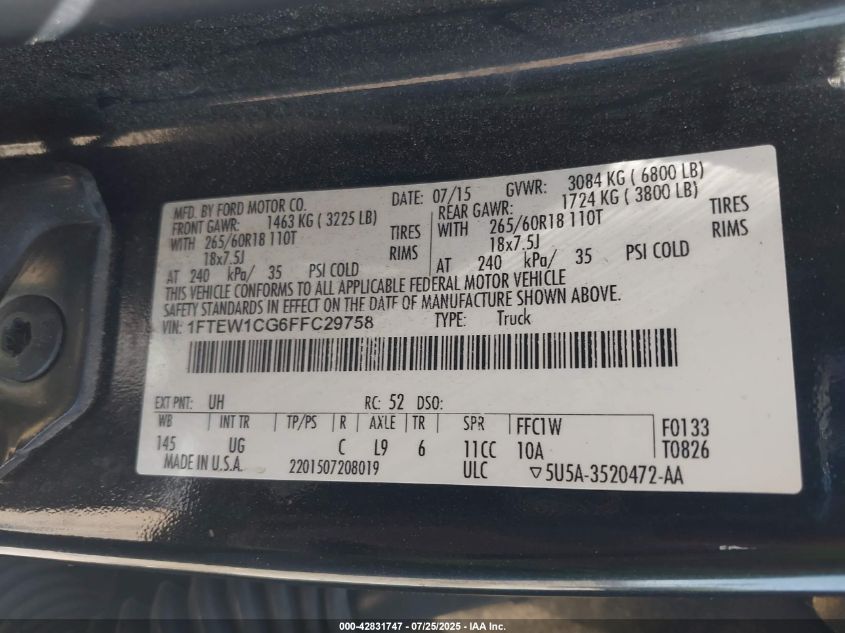 MFD. BY FORD MOTOR CO.
DATE: 07/15 GVWR: 3084 KG ( 6800 LB)
FRONT GAWR: 1463 KG ( 3225 LB)
REAR GAWR: 1724 KG ( 3800 LB)
WITH 265/60R18 110T TIRES
WITH 265/60R18 110T TIRES
18x7.5J RIMS
18x7.5J RIMS
AT 240 kPa/ 35 PSI COLD
AT 240 kPa/ 35 PSI COLD
THIS VEHICLE CONFORMS TO ALL APPLICABLE FEDERAL MOTOR VEHICLE
SAFETY STANDARDS IN EFFECT ON THE DATE OF MANUFACTURE SHOWN ABOVE.
VIN: 1FTEW1CG6FFC29758 TYPE: Truck
EXT PNT: UH RC: 52 DSO:
WB INT TR TP/PS R AXLE TR SPR FFC1W F0133
145 UG C L9 6 11CC 10A T0826
MADE IN U.S.A. 2201507208019 ULC ▽5U5A-3520472-AA
000-42831747 / 07/25/2025 - IAA Inc.